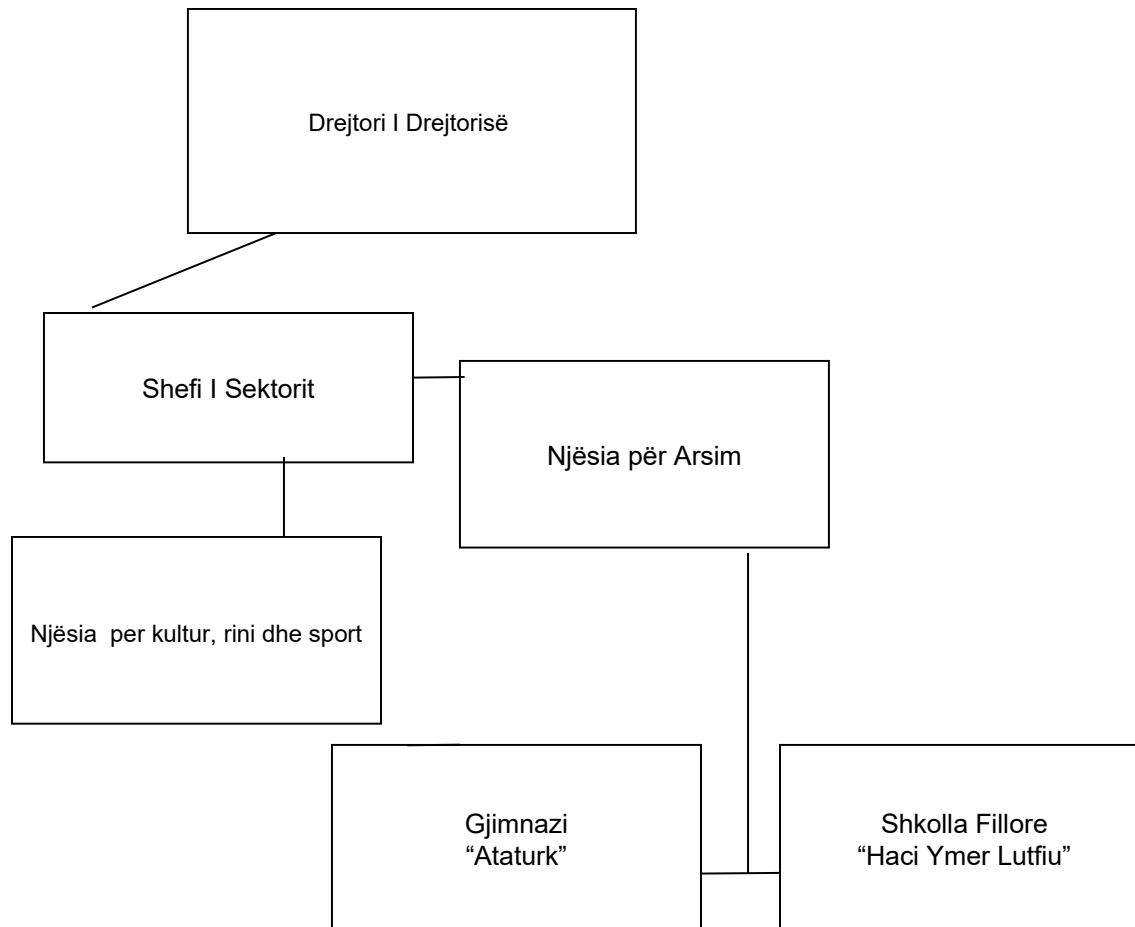 Drejtori I Drejtorisë
Shefi I Sektorit
Njësia për Arsim
Njësia  per kultur, rini dhe sport
Gjimnazi
“Ataturk”
Shkolla Fillore
“Haci Ymer Lutfiu”